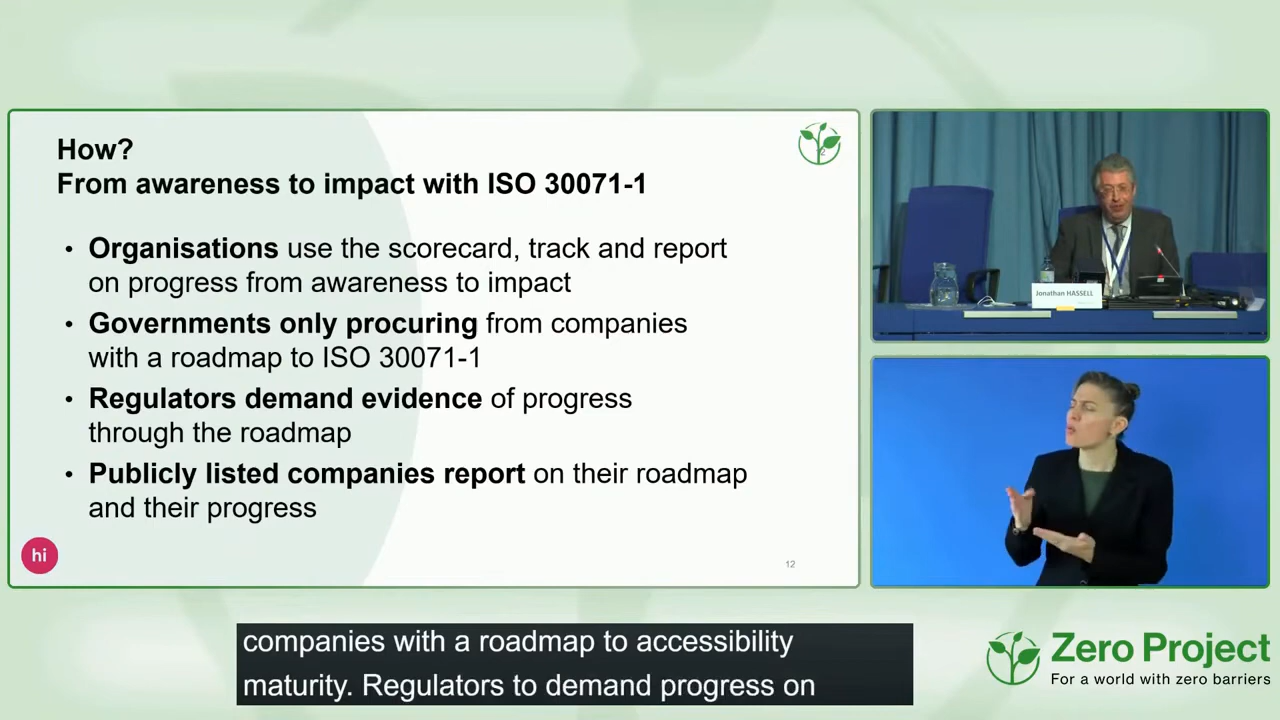 How?
From awareness to impact with ISO 30071-1
• Organisations use the scorecard, track and report
on progress from awareness to impact
• Governments only procuring from companies
with a roadmap to ISO 30071-1
• Regulators demand evidence of progress
through the roadmap
• Publicly listed companies report on their roadmap
and their progress
hi
12
Jonathan HASSELL
companies with a roadmap to accessibility
maturity. Regulators to demand progress on
Zero Project
For a world with zero barriers